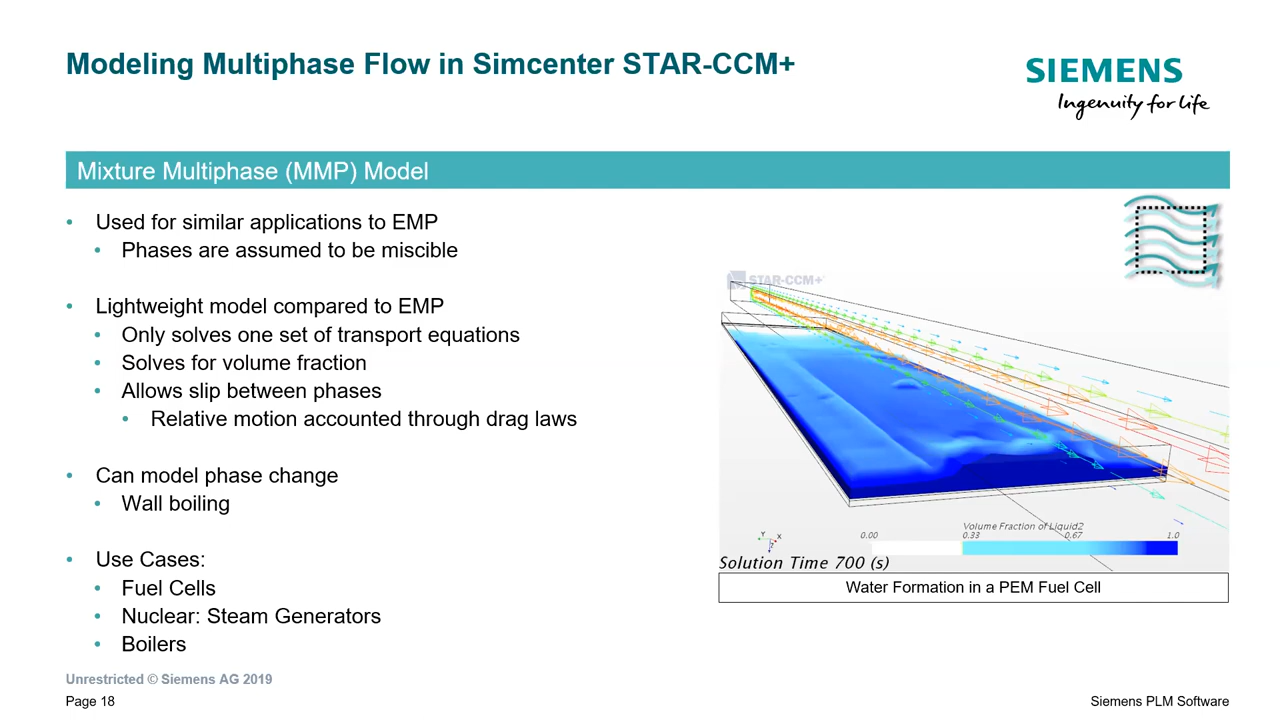 Modeling Multiphase Flow in Simcenter STAR-CCM+
SIEMENS
Ingenuity for life
Mixture Multiphase (MMP) Model
• Used for similar applications to EMP
• Phases are assumed to be miscible
• Lightweight model compared to EMP
• Only solves one set of transport equations
• Solves for volume fraction
• Allows slip between phases
• Relative motion accounted through drag laws
• Can model phase change
• Wall boiling
• Use Cases:
• Fuel Cells
• Nuclear: Steam Generators
• Boilers
STAR-CCM+
Volume Fraction of Liquid2
0.00 0.33 0.67 1.0
Y X
Z
Solution Time 700 (s)
Water Formation in a PEM Fuel Cell
Unrestricted © Siemens AG 2019
Page 18
Siemens PLM Software